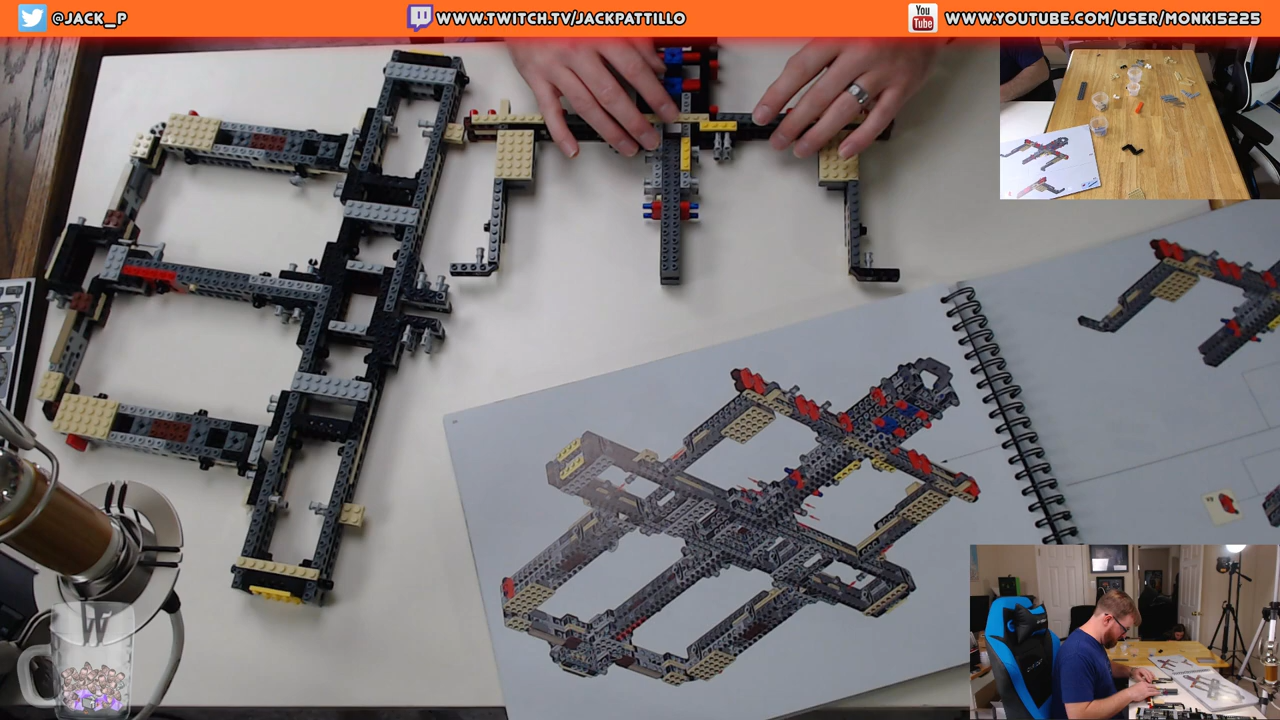 @JACK_P
WWW.TWITCH.TV/JACKPATTILLO
You
Tube
WWW.YOUTUBE.COM/USER/MONKI5225
W